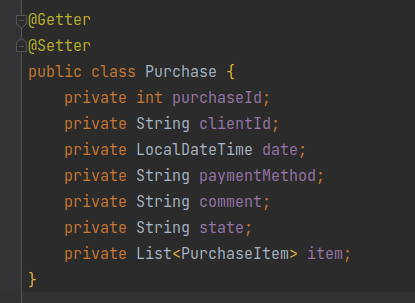 @Getter
@Setter
public class Purchase {
    private int purchaseId;
    private String clientId;
    private LocalDateTime date;
    private String paymentMethod;
    private String comment;
    private String state;
    private List<PurchaseItem> item;
}